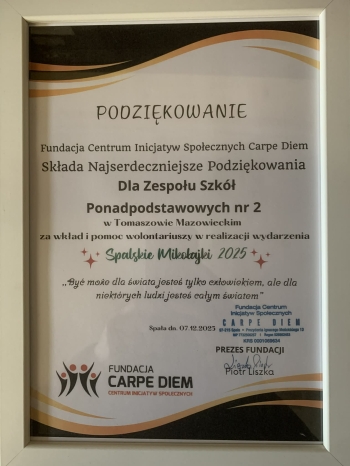 PODZIĘKOWANIE
Fundacja Centrum Inicjatyw Społecznych Carpe Diem
Składa Najserdeczniejsze Podziękowania
Dla Zespołu Szkół
Ponadpodstawowych nr 2
w Tomaszowie Mazowieckim
za wkład i pomoc wolontariuszy w realizacji wydarzenia
Spalskie Mikołajki 2025
„Być może dla świata jesteś tylko człowiekiem, ale dla
niektórych ludzi jesteś całym światem”
Fundacja Centrum
Inicjatyw Społecznych
CARPE DIEM
Spała dn. 07.12.2025
PREZES FUNDACJI
Piotr Liszka
FUNDACJA
CARPE DIEM
CENTRUM INICJATYW SPOŁECZNYCH